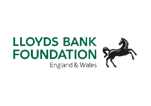 LLOYDS BANK
FOUNDATION
England & Wales